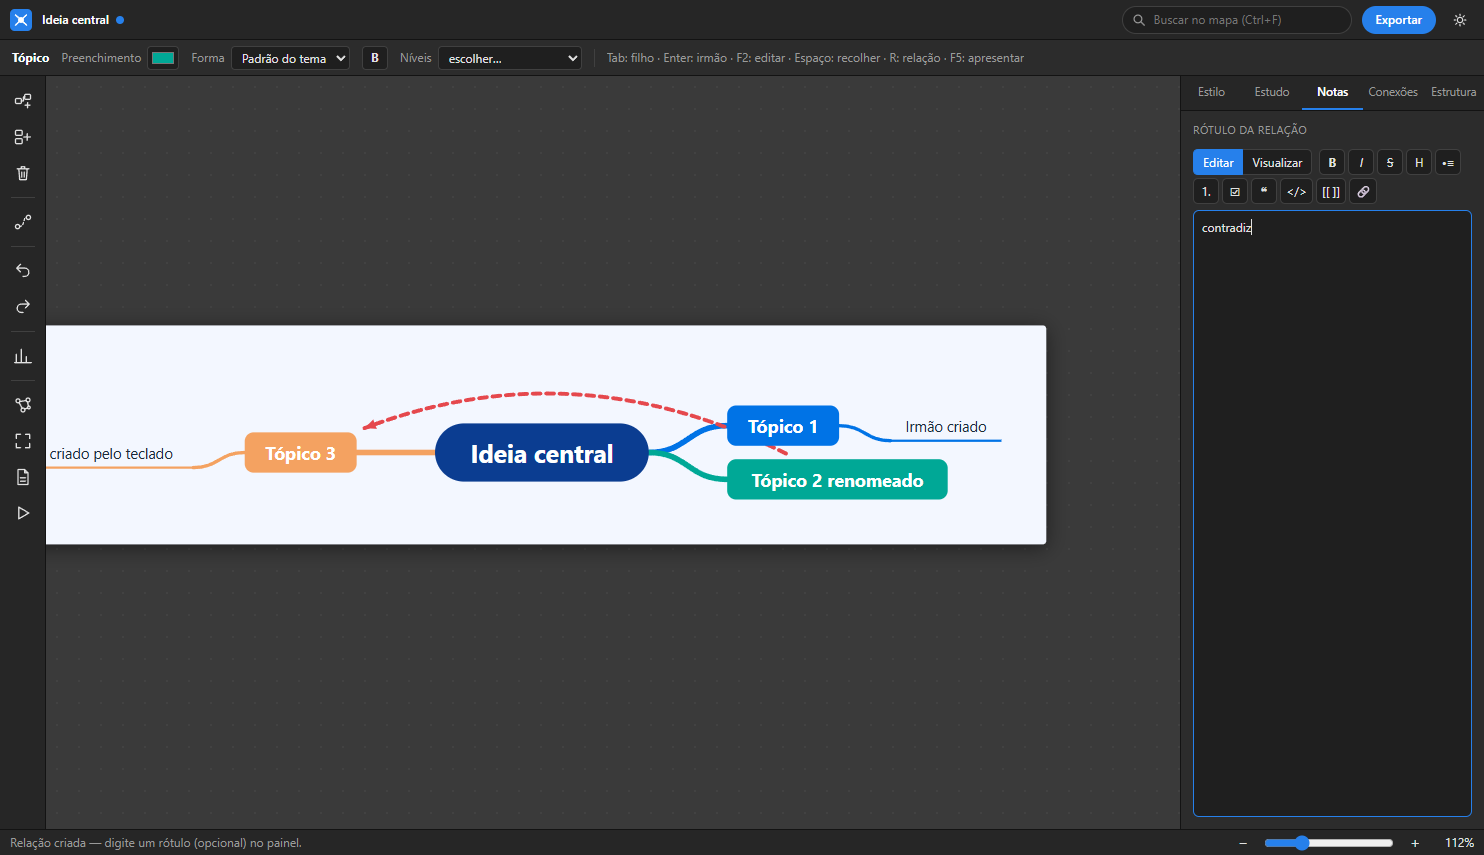 Ideia central
Buscar no mapa (Ctrl+F)
Exportar
Tópico Preenchimento Forma Padrão do tema B Níveis escolher... Tab: filho · Enter: irmão · F2: editar · Espaço: recolher · R: relação · F5: apresentar
Estilo Estudo Notas Conexões Estrutura
RÓTULO DA RELAÇÃO
Editar Visualizar B I S H •≡
1. ☑ ❝ </> [[ ]]
contradiz
Tópico 1
Irmão criado
criado pelo teclado
Tópico 3
Ideia central
Tópico 2 renomeado
Relação criada — digite um rótulo (opcional) no painel.
− + 112%